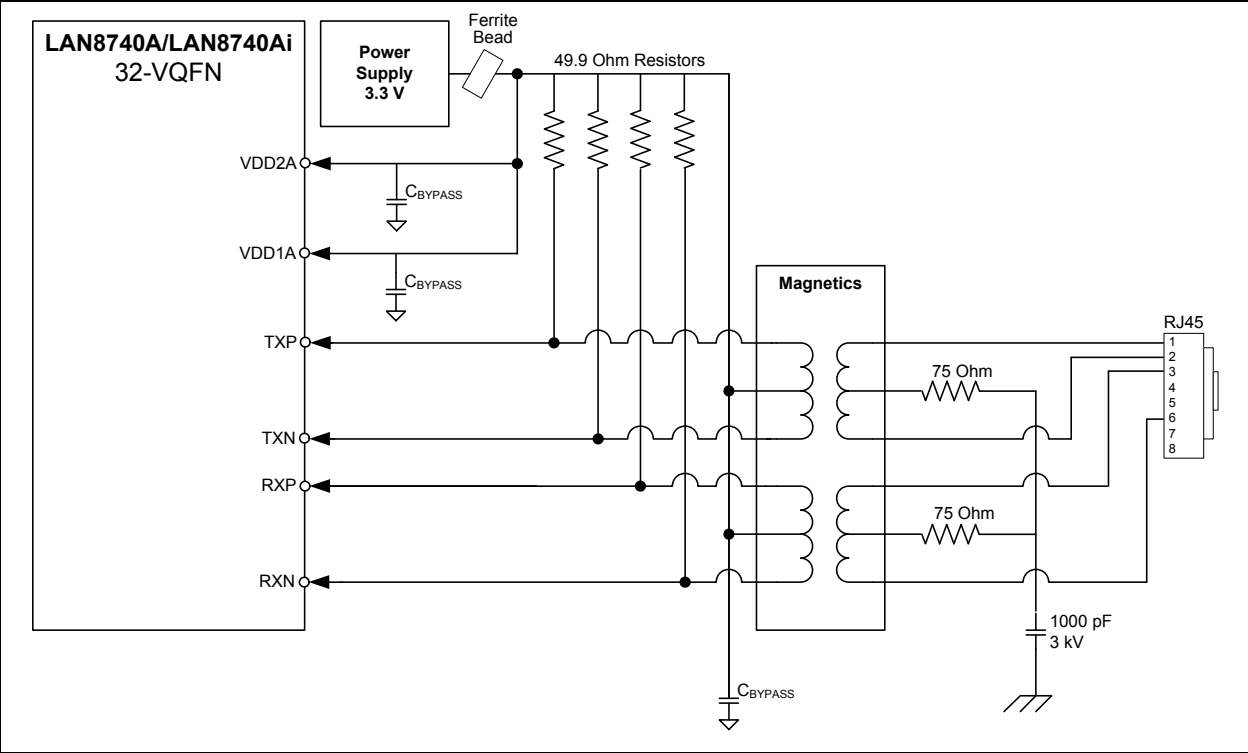 LAN8740A/LAN8740Ai
32-VQFN
Power
Supply
3.3 V
Ferrite
Bead
49.9 Ohm Resistors
VDD2A
CBYPASS
VDD1A
CBYPASS
TXP
TXN
RXP
RXN
Magnetics
75 Ohm
75 Ohm
RJ45
1
2
3
4
5
6
7
8
1000 pF
3 kV
CBYPASS